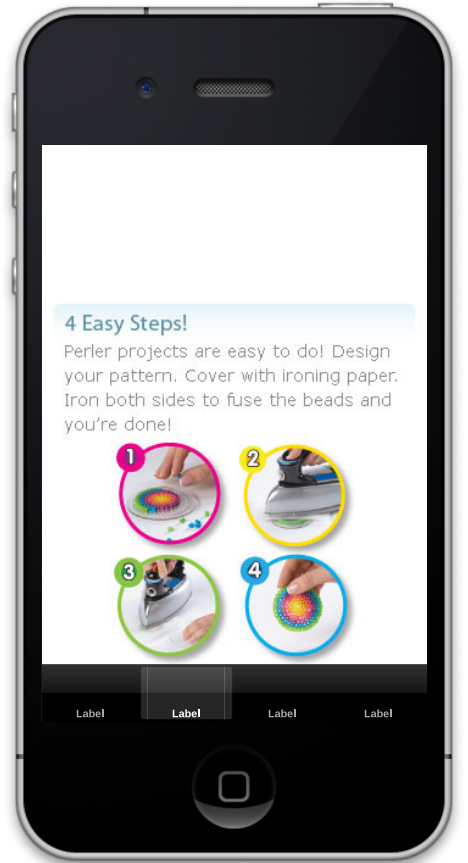 4 Easy Steps!
Perler projects are easy to do! Design
your pattern. Cover with ironing paper.
Iron both sides to fuse the beads and
you're done!
1 2
3 4
Label Label Label Label